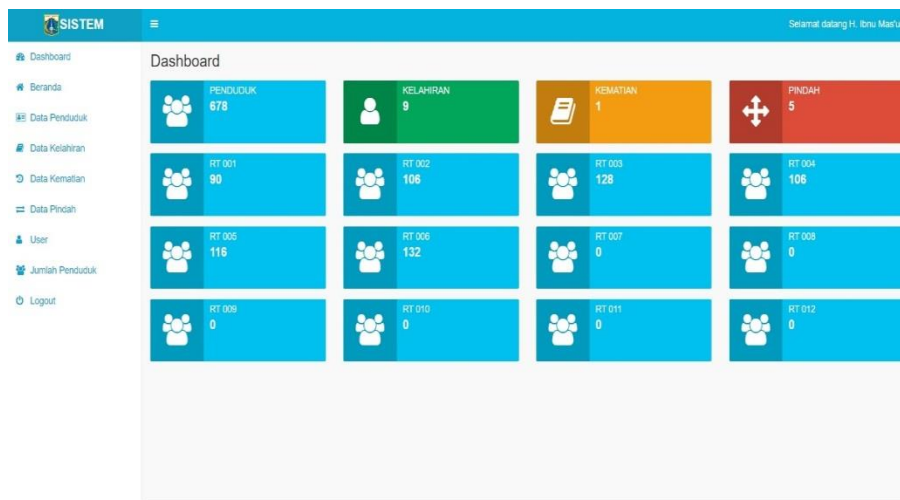 SISTEM
Selamat datang H. Ibnu Mas'u
Dashboard
Beranda
Data Penduduk
Data Kelahiran
Data Kematian
Data Pindah
User
Jumlah Penduduk
Logout
Dashboard
PENDUDUK
678
KELAHIRAN
9
KEMATIAN
1
PINDAH
5
RT 001
90
RT 002
106
RT 003
128
RT 004
106
RT 005
116
RT 006
132
RT 007
0
RT 008
0
RT 009
0
RT 010
0
RT 011
0
RT 012
0